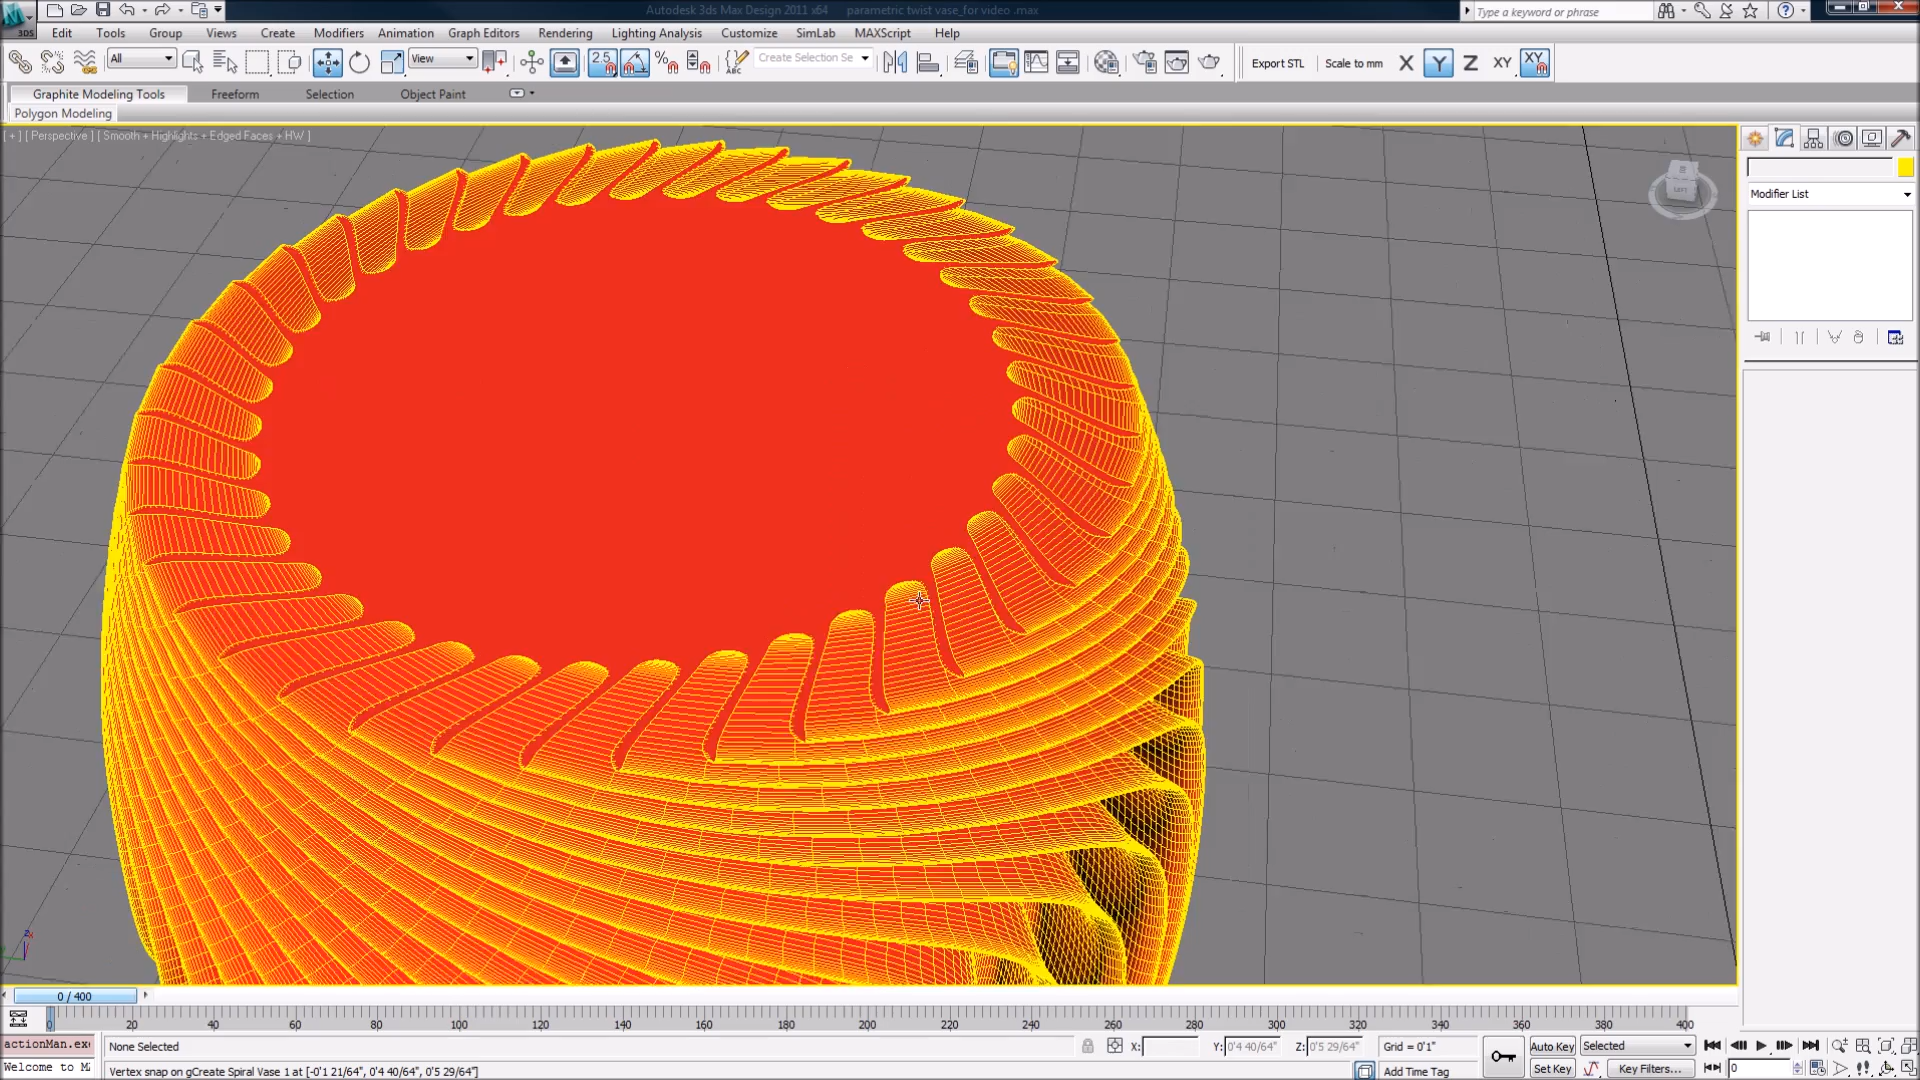 Autodesk 3ds Max Design 2011 x64 parametric twist vase_for video .max
Type a keyword or phrase
3DS
Edit Tools Group Views Create Modifiers Animation Graph Editors Rendering Lighting Analysis Customize SimLab MAXScript Help
All View 2.5 Create Selection Se Export STL Scale to mm X Y Z XY XY
Graphite Modeling Tools Freeform Selection Object Paint
Polygon Modeling
[ + ] [ Perspective ] [ Smooth + Highlights + Edged Faces + HW ]
LEFT
Modifier List
0 / 400
0 20 40 60 80 100 120 140 160 180 200 220 240 260 280 300 320 340 360 380 400
actionMan.exe
None Selected X: Y: 0'4 40/64" Z: 0'5 29/64" Grid = 0'1" Auto Key Selected
Welcome to M
Vertex snap on gCreate Spiral Vase 1 at [-0'1 21/64", 0'4 40/64", 0'5 29/64"] Add Time Tag Set Key Key Filters... 0